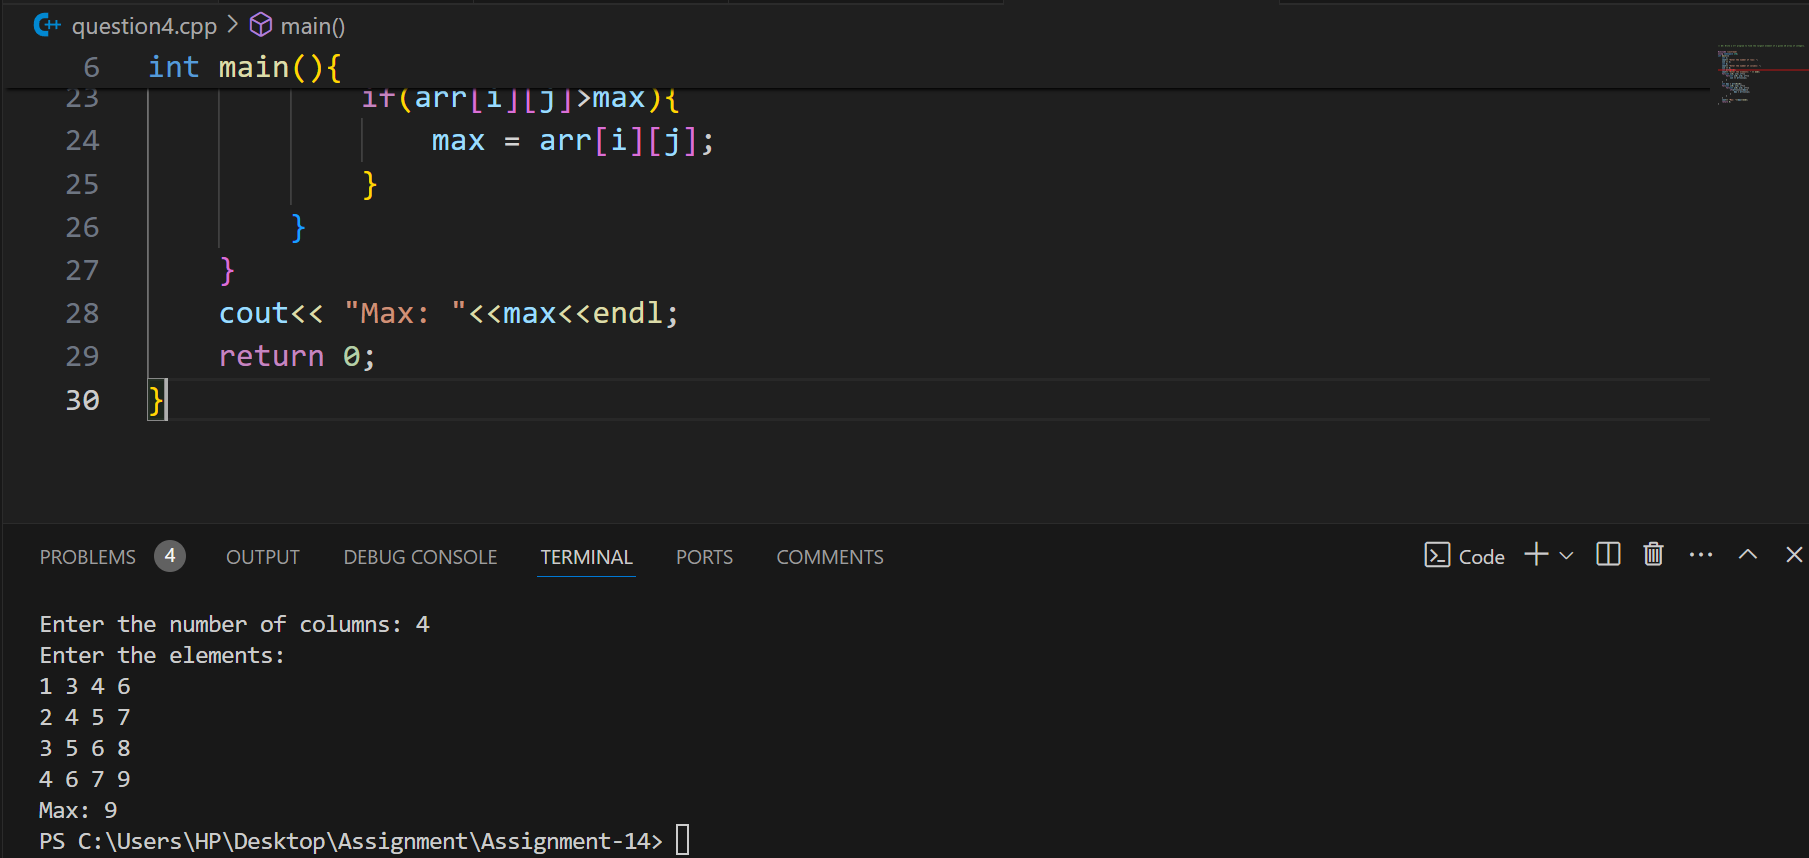 question4.cpp > main()
6 int main(){
23 if(arr[i][j]>max){
24 max = arr[i][j];
25 }
26 }
27 }
28 cout<< "Max: "<<max<<endl;
29 return 0;
30 }
PROBLEMS 4 OUTPUT DEBUG CONSOLE TERMINAL PORTS COMMENTS Code
Enter the number of columns: 4
Enter the elements:
1 3 4 6
2 4 5 7
3 5 6 8
4 6 7 9
Max: 9
PS C:\Users\HP\Desktop\Assignment\Assignment-14>